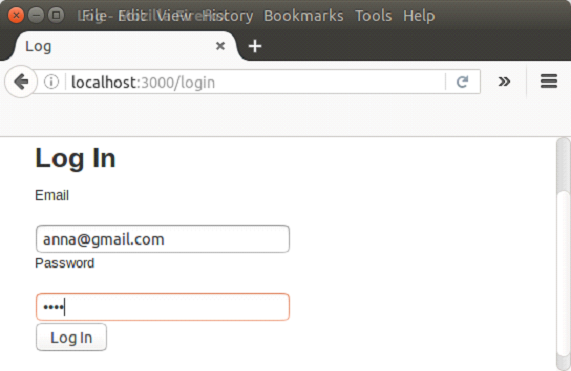 File Edit View History Bookmarks Tools Help
Log
localhost:3000/login
Log In
Email
anna@gmail.com
Password
••••
Log In